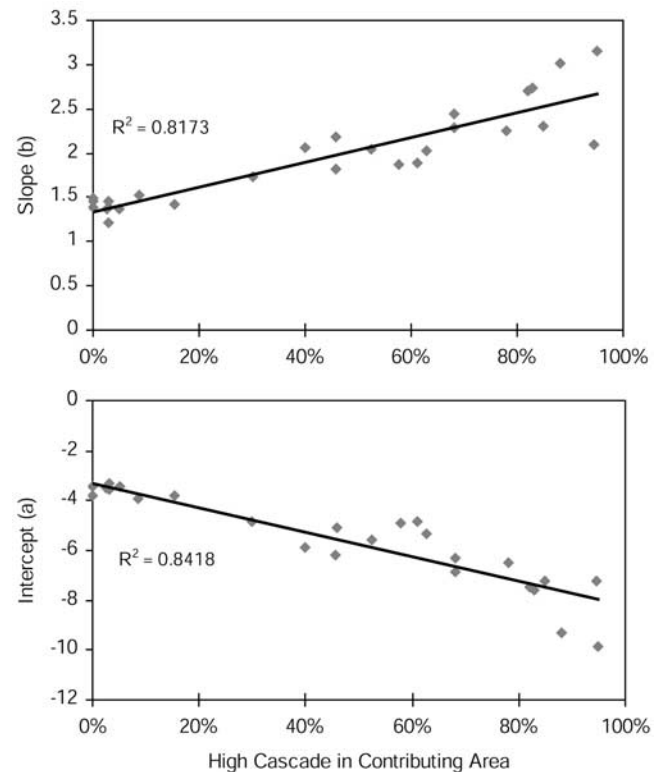 3.5
3
2.5
2
1.5
1
0.5
0
Slope (b)
R² = 0.8173
0% 20% 40% 60% 80% 100%
0
-2
-4
-6
-8
-10
-12
Intercept (a)
R² = 0.8418
0% 20% 40% 60% 80% 100%
High Cascade in Contributing Area